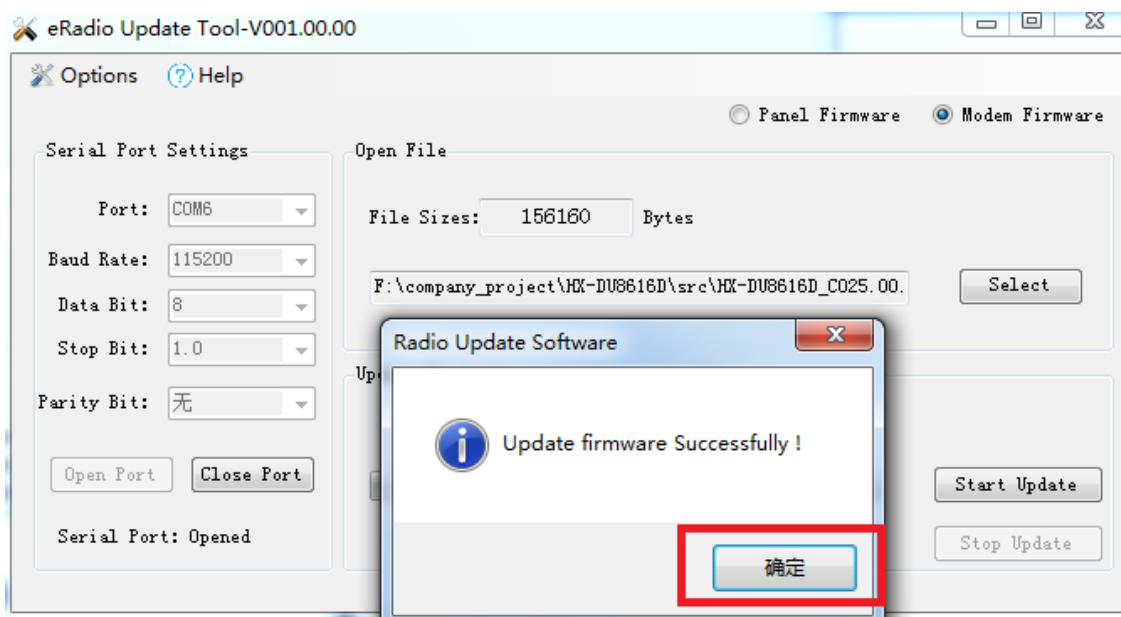 eRadio Update Tool-V001.00.00
Options Help
Panel Firmware Modem Firmware
Serial Port Settings
Port: COM6
Baud Rate: 115200
Data Bit: 8
Stop Bit: 1.0
Parity Bit: 无
Open Port Close Port
Serial Port: Opened
Open File
File Sizes: 156160 Bytes
F:\company_project\HX-DU8616D\src\HX-DU8616D_C025.00. Select
Up
Start Update
Stop Update
Radio Update Software
Update firmware Successfully !
确定